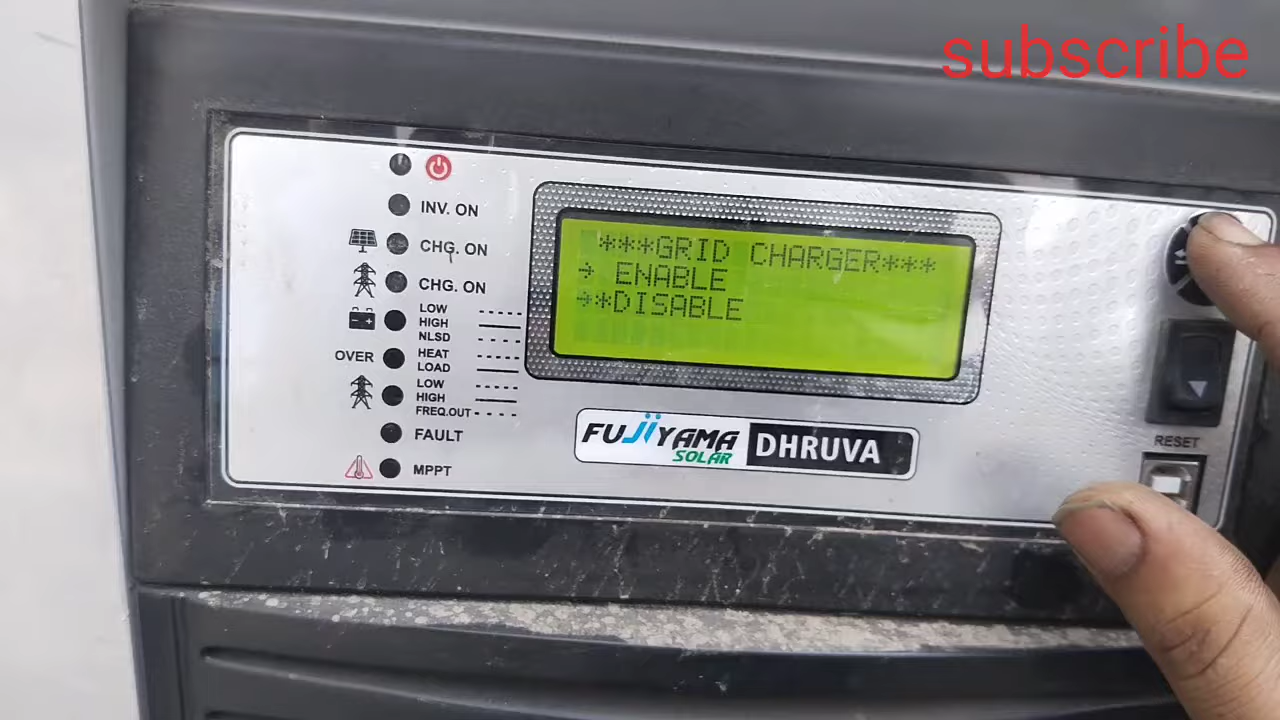 subscribe
INV. ON
CHG. ON
CHG. ON
LOW
HIGH
NLSD
OVER
HEAT
LOAD
LOW
HIGH
FREQ.OUT
FAULT
MPPT
***GRID CHARGER***
→ ENABLE
→*DISABLE
FUJIYAMA
SOLAR
DHRUVA
RESET